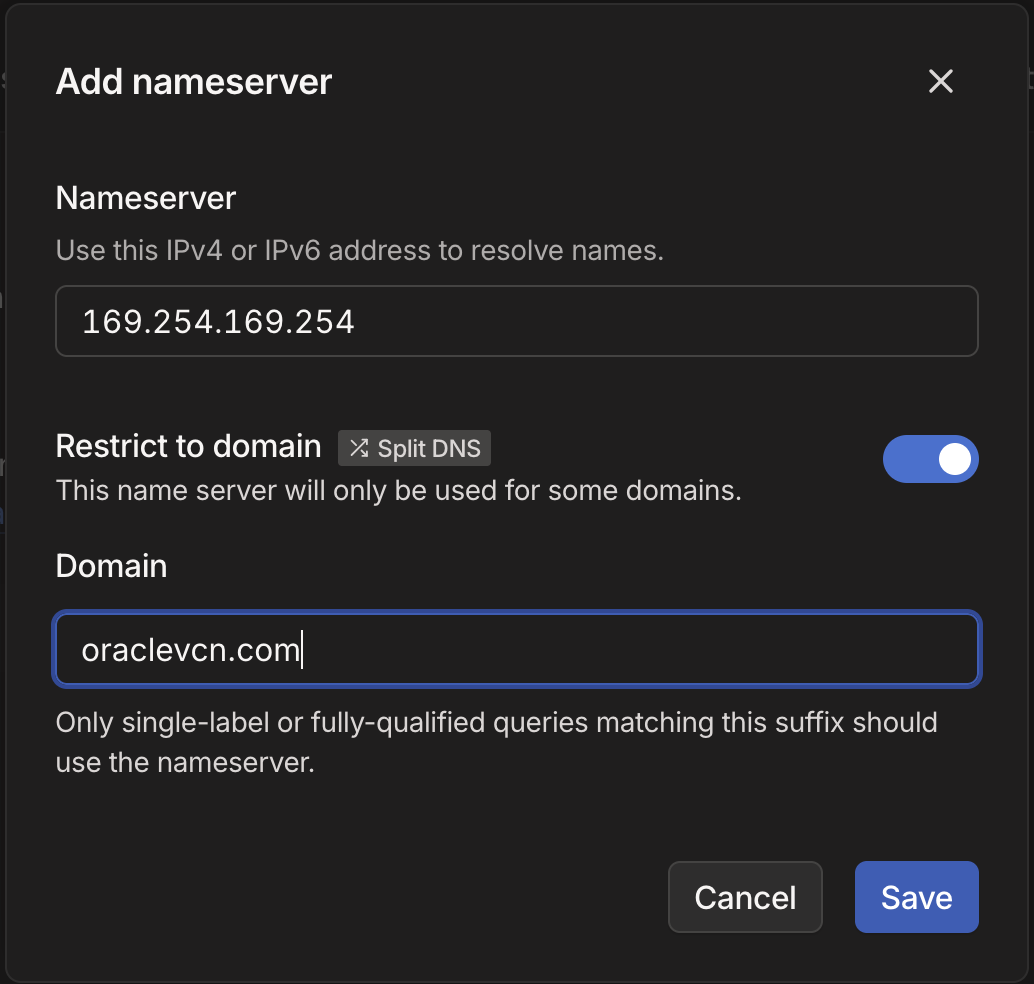 Add nameserver
Nameserver
Use this IPv4 or IPv6 address to resolve names.
169.254.169.254
Restrict to domain Split DNS
This name server will only be used for some domains.
Domain
oraclevcn.com
Only single-label or fully-qualified queries matching this suffix should
use the nameserver.
Cancel Save